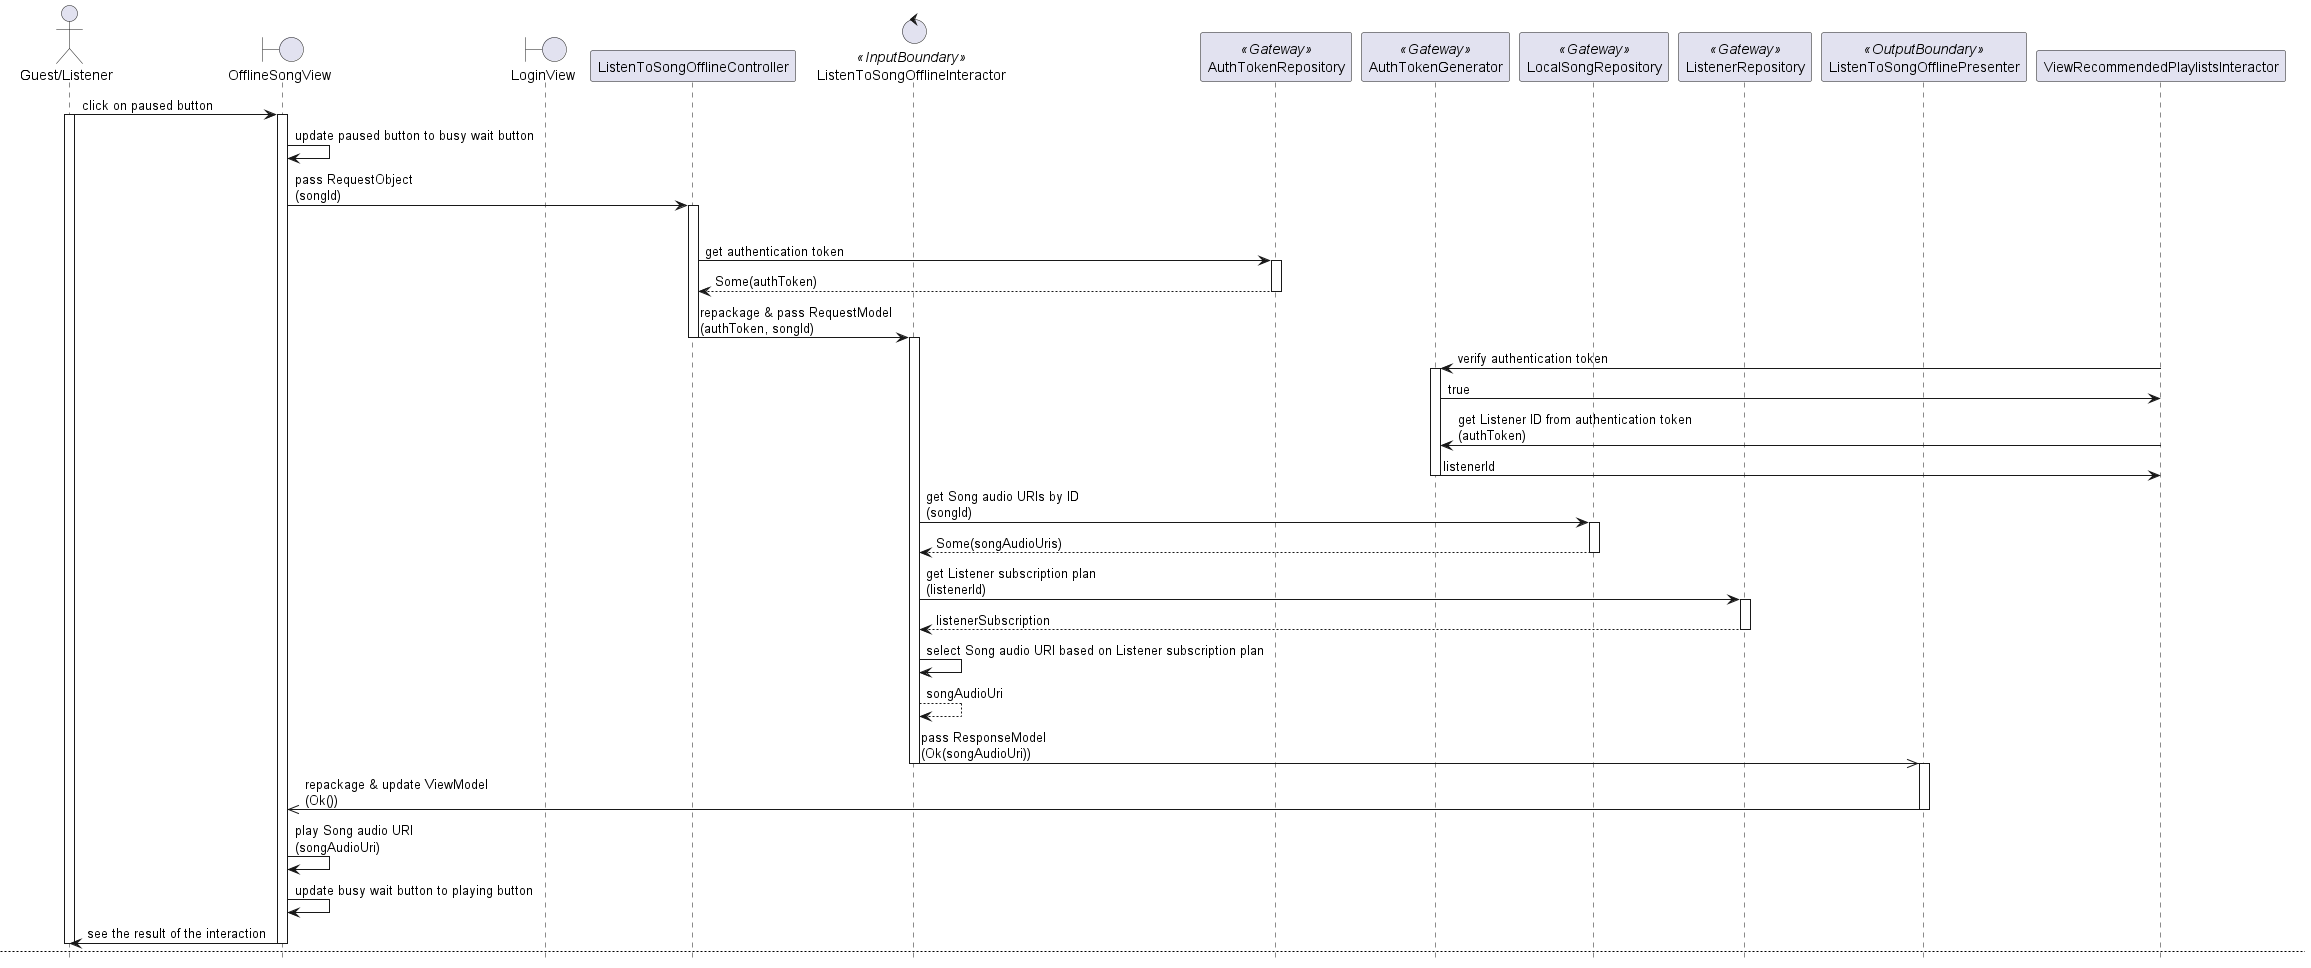 Guest/Listener
OfflineSongView
LoginView
ListenToSongOfflineController
«InputBoundary»
ListenToSongOfflineInteractor
«Gateway»
AuthTokenRepository
«Gateway»
AuthTokenGenerator
«Gateway»
LocalSongRepository
«Gateway»
ListenerRepository
«OutputBoundary»
ListenToSongOfflinePresenter
ViewRecommendedPlaylistsInteractor
click on paused button
update paused button to busy wait button
pass RequestObject
(songId)
get authentication token
Some(authToken)
repackage & pass RequestModel
(authToken, songId)
verify authentication token
true
get Listener ID from authentication token
(authToken)
listenerId
get Song audio URIs by ID
(songId)
Some(songAudioUris)
get Listener subscription plan
(listenerId)
listenerSubscription
select Song audio URI based on Listener subscription plan
songAudioUri
pass ResponseModel
(Ok(songAudioUri))
repackage & update ViewModel
(Ok())
play Song audio URI
(songAudioUri)
update busy wait button to playing button
see the result of the interaction